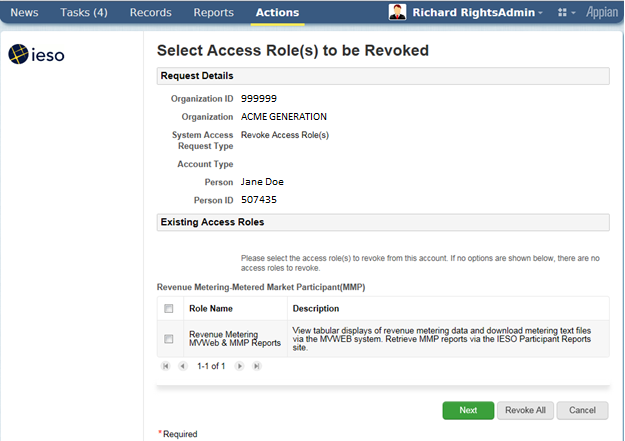 News Tasks (4) Records Reports Actions Richard RightsAdmin Appian
ieso
Select Access Role(s) to be Revoked
Request Details
Organization ID 999999
Organization ACME GENERATION
System Access Revoke Access Role(s)
Request Type
Account Type
Person Jane Doe
Person ID 507435
Existing Access Roles
Please select the access role(s) to revoke from this account. If no options are shown below, there are no
access roles to revoke.
Revenue Metering-Metered Market Participant(MMP)
Role Name Description
Revenue Metering
MVWeb & MMP Reports
View tabular displays of revenue metering data and download metering text files
via the MVWEB system. Retrieve MMP reports via the IESO Participant Reports
site.
1-1 of 1
Next Revoke All Cancel
* Required